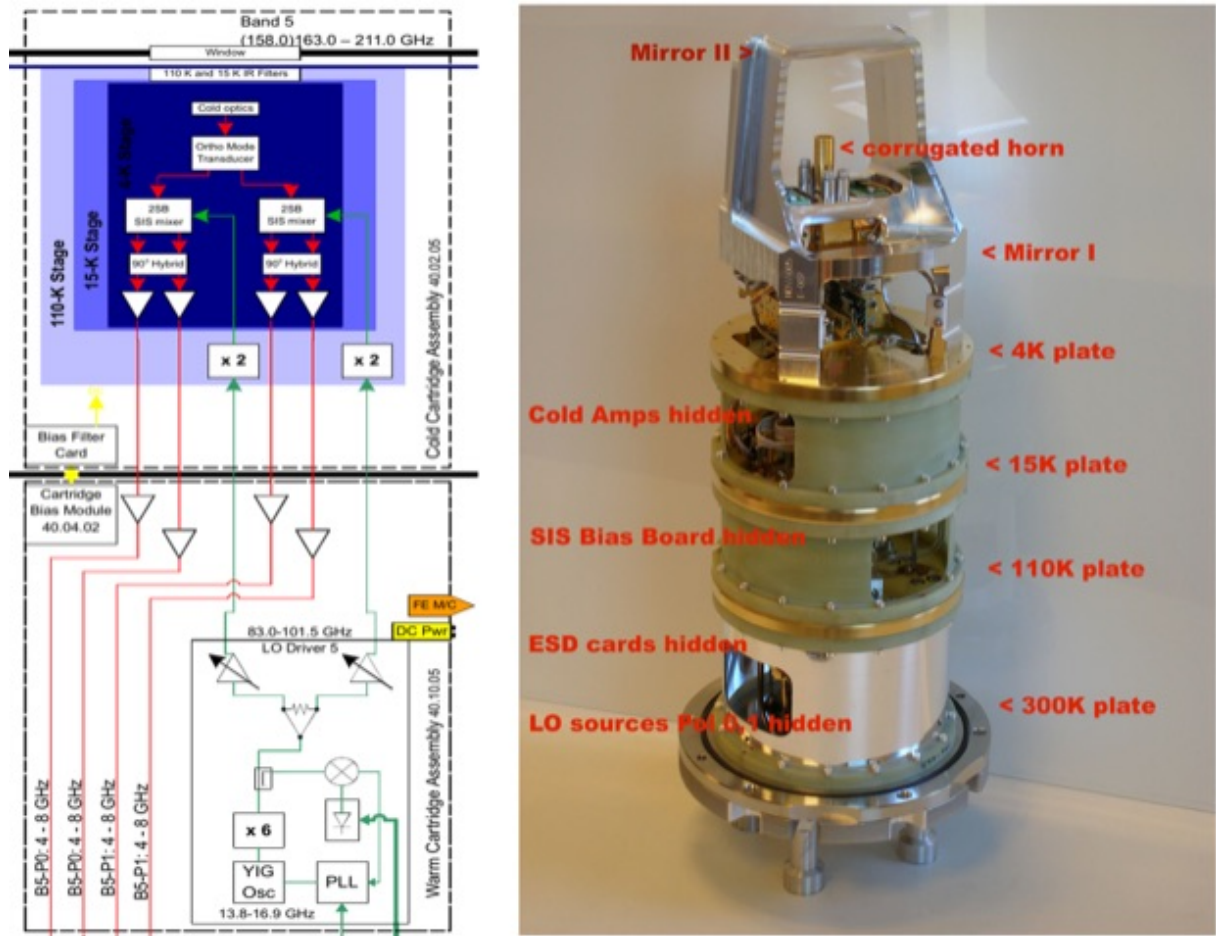 Band 5
(158.0)163.0 – 211.0 GHz
Window
110 K and 15 K IR Filters
Cold optics
Ortho Mode
Transducer
2SB
SIS mixer
2SB
SIS mixer
90° Hybrid
90° Hybrid
4-K Stage
15-K Stage
110-K Stage
x 2
x 2
Cold Cartridge Assembly 40.02.05
Bias Filter
Card
Cartridge
Bias Module
40.04.02
FE M/C
DC Pwr
83.0-101.5 GHz
LO Driver 5
x 6
YIG
Osc
PLL
13.8-16.9 GHz
B5-P0: 4 - 8 GHz
B5-P0: 4 - 8 GHz
B5-P1: 4 - 8 GHz
B5-P1: 4 - 8 GHz
Warm Cartridge Assembly 40.10.05
Mirror II >
< corrugated horn
< Mirror I
< 4K plate
Cold Amps hidden
< 15K plate
SIS Bias Board hidden
< 110K plate
ESD cards hidden
< 300K plate
LO sources Pol 0,1 hidden